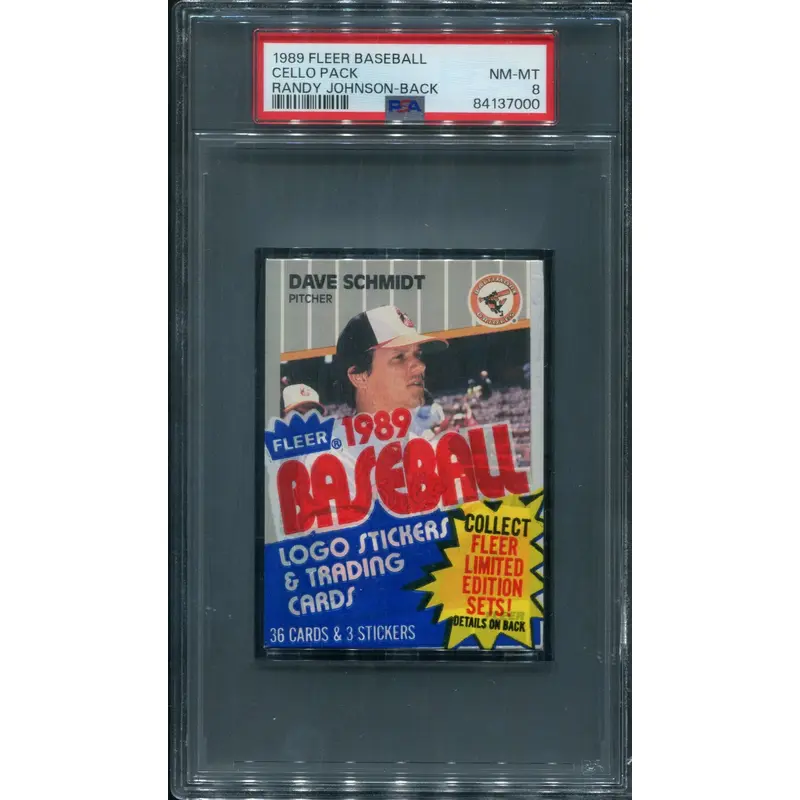 1989 FLEER BASEBALL
CELLO PACK NM-MT
RANDY JOHNSON-BACK 8
PSA 84137000
DAVE SCHMIDT
PITCHER
FLEER®
1989
BASEBALL
LOGO STICKERS
& TRADING
CARDS
36 CARDS & 3 STICKERS
COLLECT
FLEER
LIMITED
EDITION
SETS!
DETAILS ON BACK